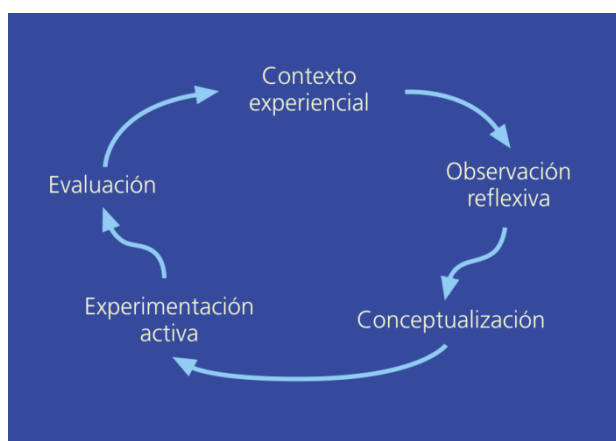 Contexto
experiencial
Observación
reflexiva
Conceptualización
Experimentación
activa
Evaluación